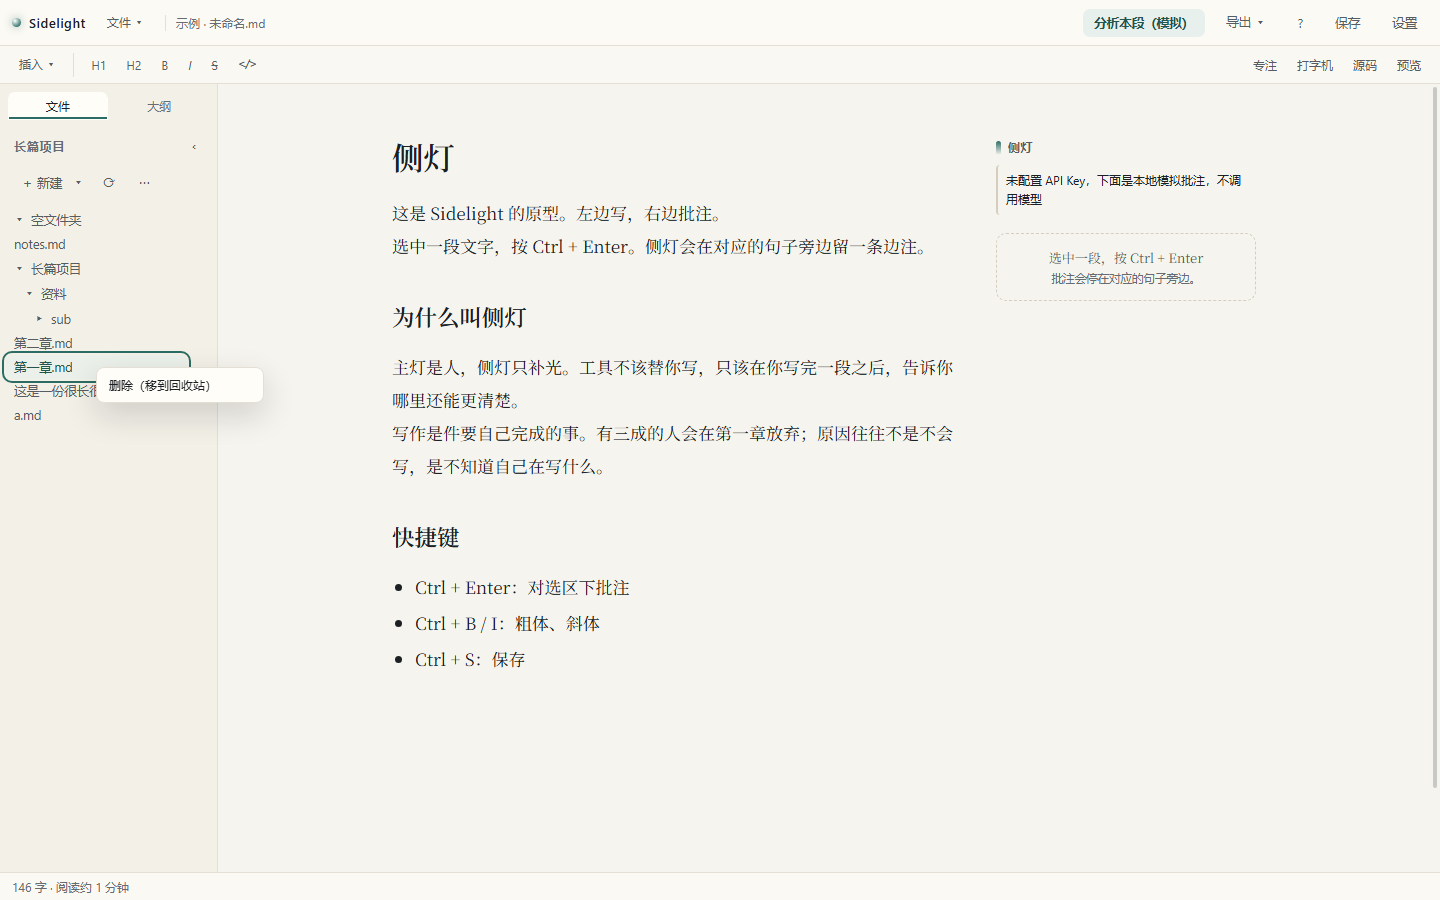 Sidelight 文件 示例 · 未命名.md 分析本段（模拟） 导出 ? 保存 设置
插入 H1 H2 B I S </> 专注 打字机 源码 预览
文件 大纲
长篇项目
+ 新建 ···
空文件夹
notes.md
长篇项目
资料
sub
第二章.md
第一章.md
删除（移到回收站）
这是一份很长很
a.md
侧灯
这是 Sidelight 的原型。左边写，右边批注。
选中一段文字，按 Ctrl + Enter。侧灯会在对应的句子旁边留一条边注。
为什么叫侧灯
主灯是人，侧灯只补光。工具不该替你写，只该在你写完一段之后，告诉你
哪里还能更清楚。
写作是件要自己完成的事。有三成的人会在第一章放弃；原因往往不是不会
写，是不知道自己在写什么。
快捷键
Ctrl + Enter：对选区下批注
Ctrl + B / I：粗体、斜体
Ctrl + S：保存
侧灯
未配置 API Key，下面是本地模拟批注，不调
用模型
选中一段，按 Ctrl + Enter
批注会停在对应的句子旁边。
146 字 · 阅读约 1 分钟